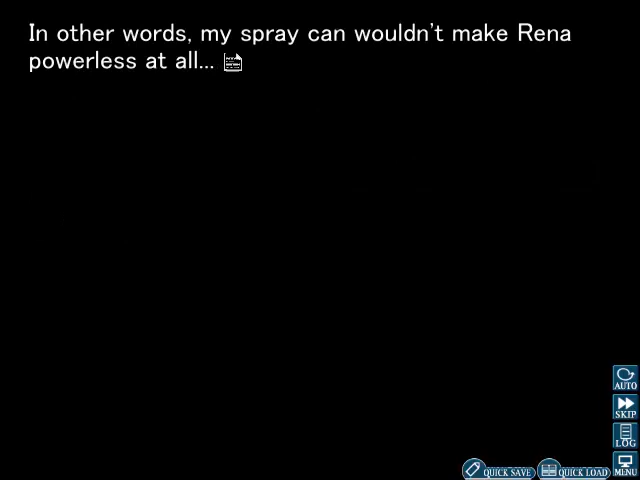 In other words, my spray can wouldn't make Rena
powerless at all...
AUTO
SKIP
LOG
MENU
QUICK SAVE
QUICK LOAD